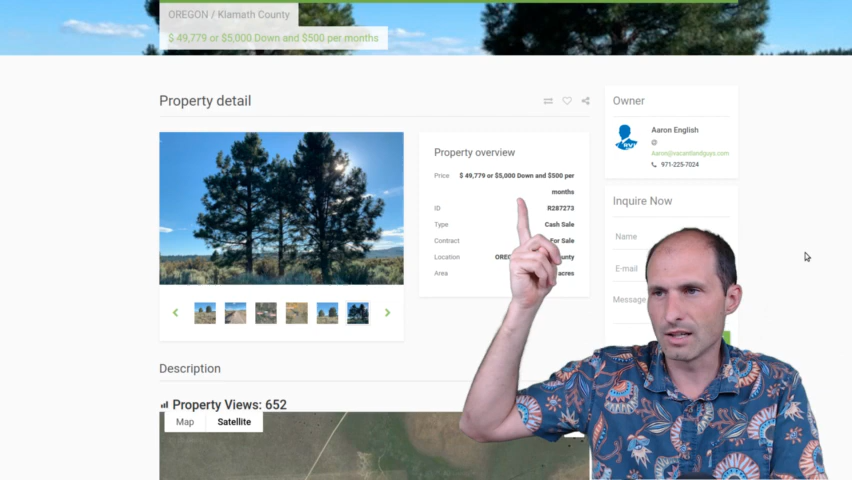 OREGON / Klamath County
$ 49,779 or $5,000 Down and $500 per months
Property detail
Owner
Aaron English
@
Aaron@vacantlandguys.com
971-225-7024
Property overview
Price $ 49,779 or $5,000 Down and $500 per
months
ID R287273
Type Cash Sale
Contract For Sale
Location
Area acres
Inquire Now
Name
E-mail
Message
Description
Property Views: 652
Map Satellite